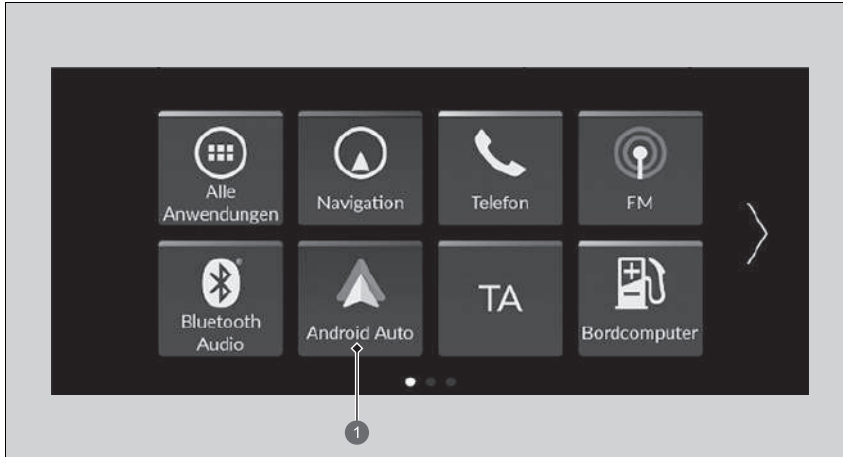 Alle
Anwendungen
Navigation
Telefon
FM
Bluetooth
Audio
Android Auto
TA
Bordcomputer
1